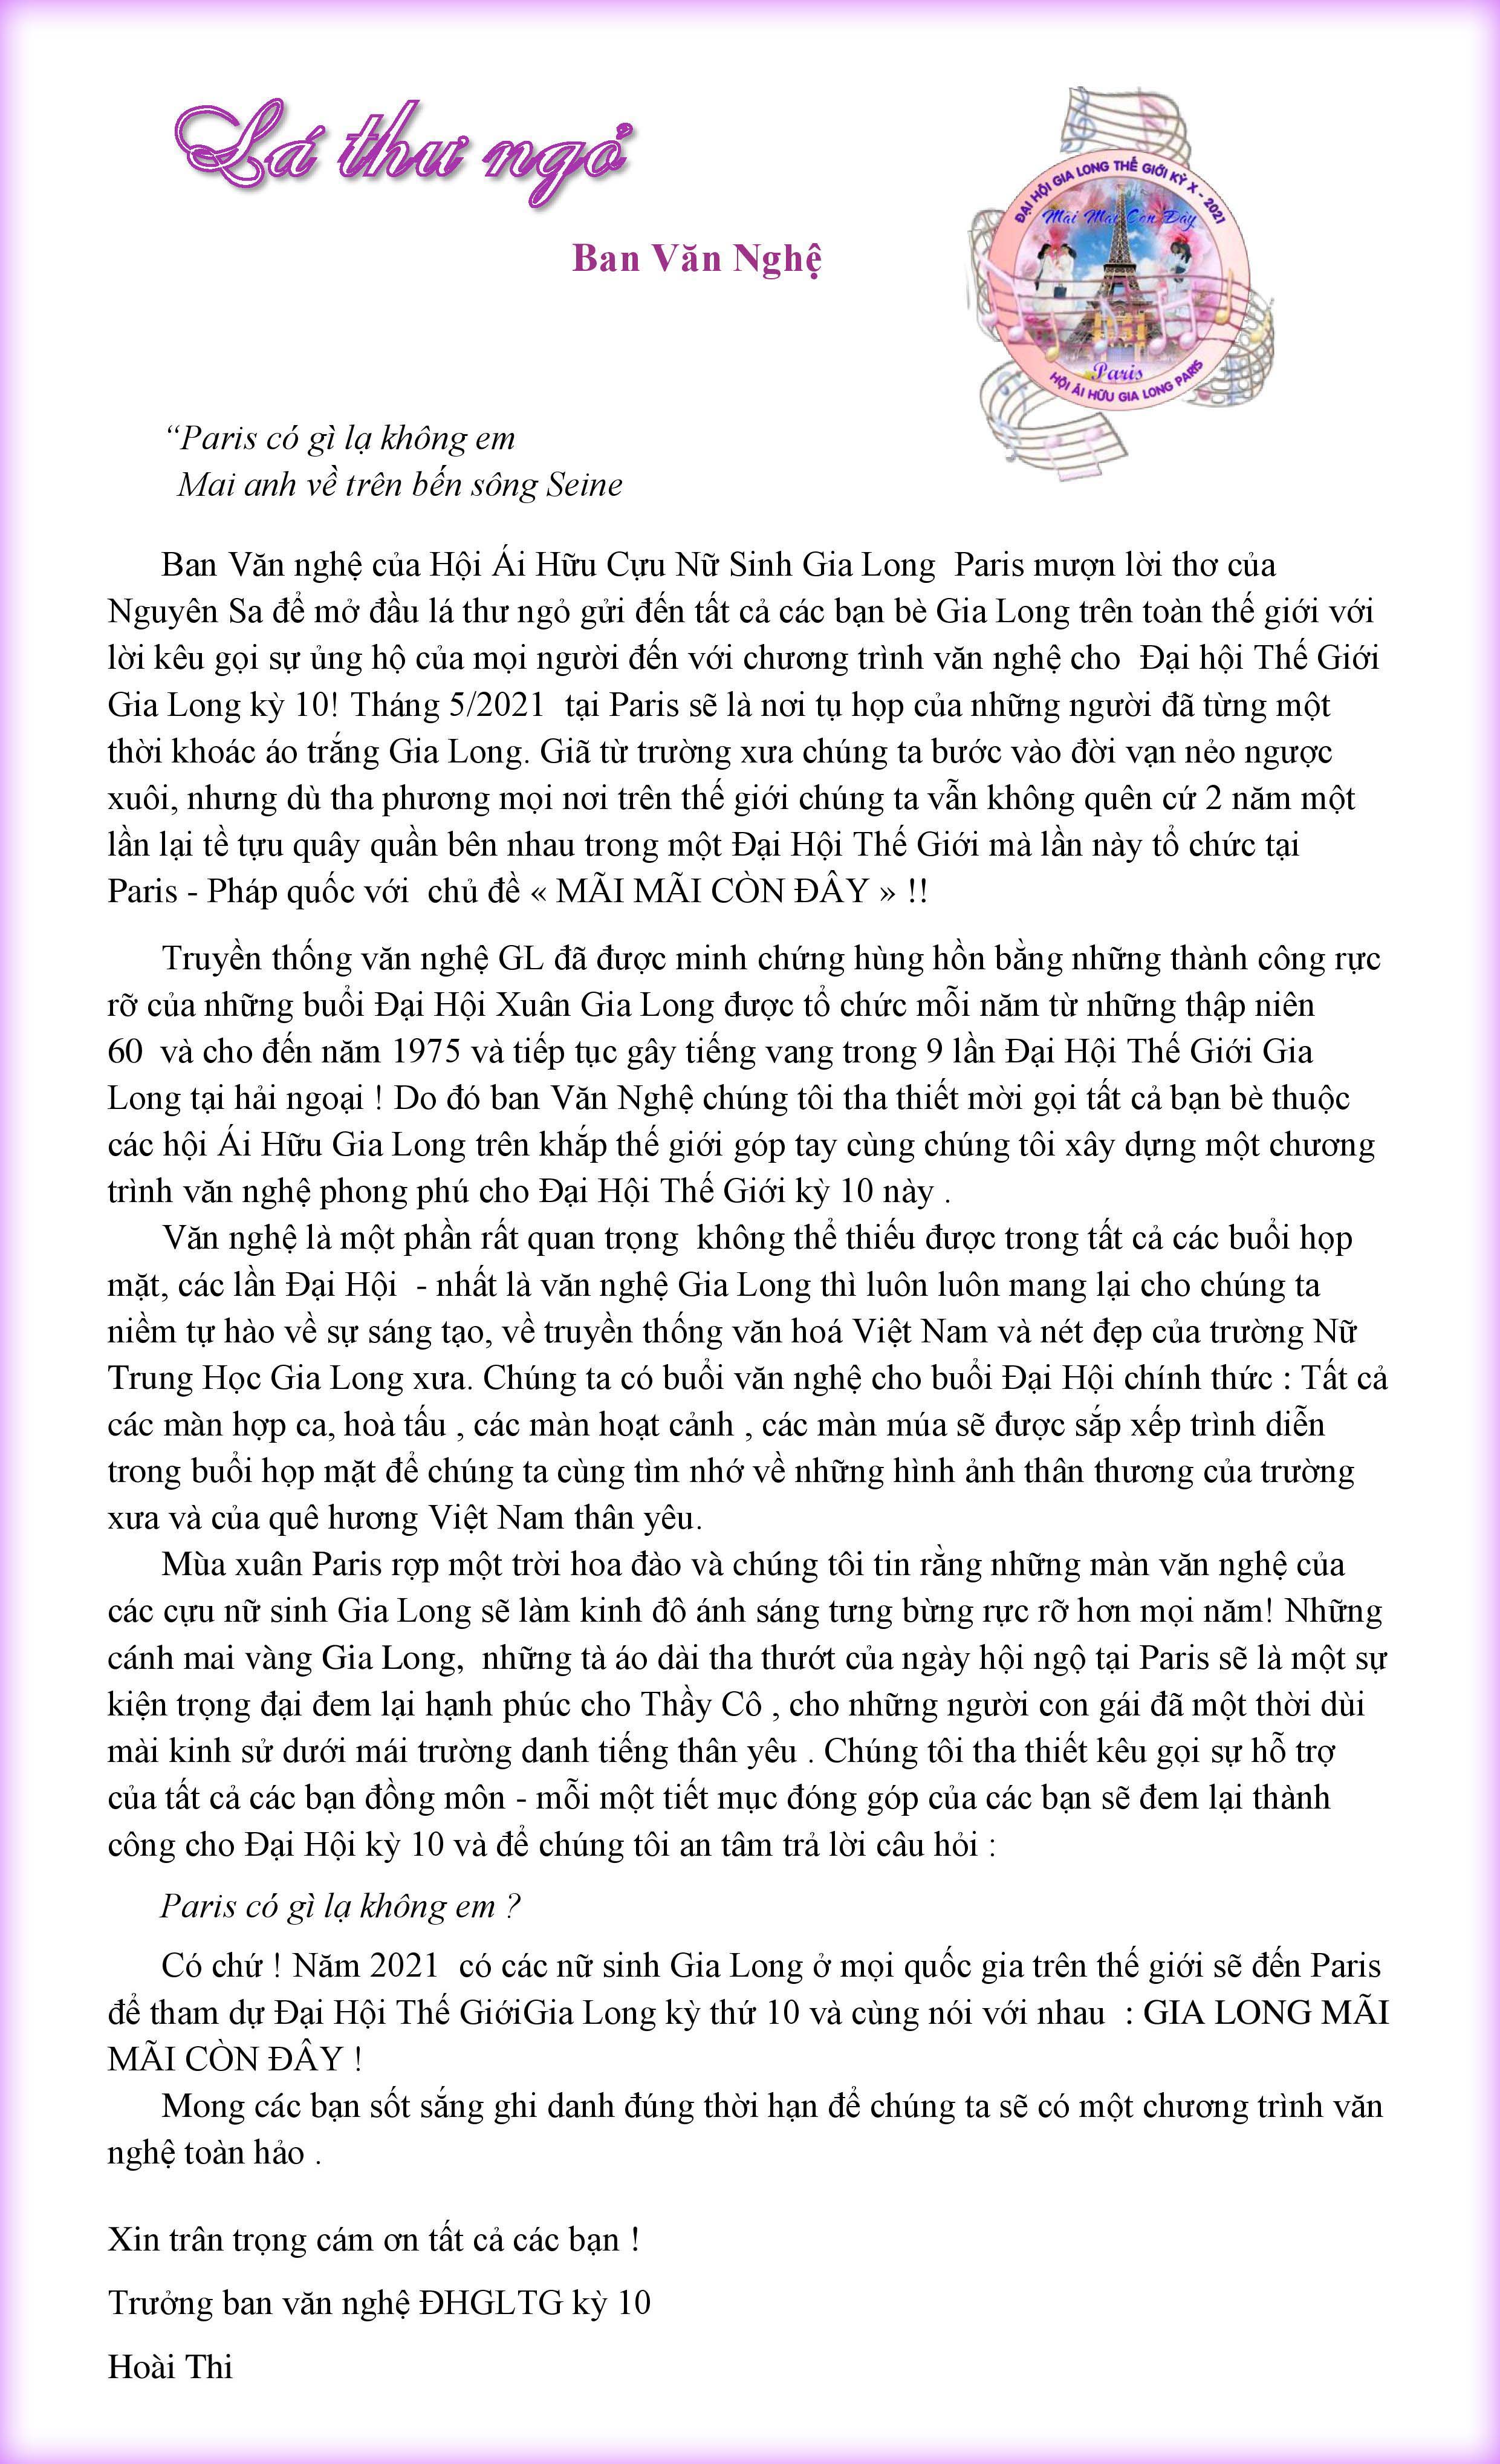 Lá thư ngỏ
ĐẠI HỘI GIA LONG THẾ GIỚI KỲ X - 2021
Mãi Mãi Còn Đây
Paris
HỘI ÁI HỮU GIA LONG PARIS
Ban Văn Nghệ
“Paris có gì lạ không em
Mai anh về trên bến sông Seine
Ban Văn nghệ của Hội Ái Hữu Cựu Nữ Sinh Gia Long  Paris mượn lời thơ của
Nguyên Sa để mở đầu lá thư ngỏ gửi đến tất cả các bạn bè Gia Long trên toàn thế giới với
lời kêu gọi sự ủng hộ của mọi người đến với chương trình văn nghệ cho  Đại hội Thế Giới
Gia Long kỳ 10! Tháng 5/2021  tại Paris sẽ là nơi tụ họp của những người đã từng một
thời khoác áo trắng Gia Long. Giã từ trường xưa chúng ta bước vào đời vạn nẻo ngược
xuôi, nhưng dù tha phương mọi nơi trên thế giới chúng ta vẫn không quên cứ 2 năm một
lần lại tề tựu quây quần bên nhau trong một Đại Hội Thế Giới mà lần này tổ chức tại
Paris - Pháp quốc với  chủ đề « MÃI MÃI CÒN ĐÂY » !!
Truyền thống văn nghệ GL đã được minh chứng hùng hồn bằng những thành công rực
rỡ của những buổi Đại Hội Xuân Gia Long được tổ chức mỗi năm từ những thập niên
60  và cho đến năm 1975 và tiếp tục gây tiếng vang trong 9 lần Đại Hội Thế Giới Gia
Long tại hải ngoại ! Do đó ban Văn Nghệ chúng tôi tha thiết mời gọi tất cả bạn bè thuộc
các hội Ái Hữu Gia Long trên khắp thế giới góp tay cùng chúng tôi xây dựng một chương
trình văn nghệ phong phú cho Đại Hội Thế Giới kỳ 10 này .
Văn nghệ là một phần rất quan trọng  không thể thiếu được trong tất cả các buổi họp
mặt, các lần Đại Hội  - nhất là văn nghệ Gia Long thì luôn luôn mang lại cho chúng ta
niềm tự hào về sự sáng tạo, về truyền thống văn hoá Việt Nam và nét đẹp của trường Nữ
Trung Học Gia Long xưa. Chúng ta có buổi văn nghệ cho buổi Đại Hội chính thức : Tất cả
các màn hợp ca, hoà tấu , các màn hoạt cảnh , các màn múa sẽ được sắp xếp trình diễn
trong buổi họp mặt để chúng ta cùng tìm nhớ về những hình ảnh thân thương của trường
xưa và của quê hương Việt Nam thân yêu.
Mùa xuân Paris rợp một trời hoa đào và chúng tôi tin rằng những màn văn nghệ của
các cựu nữ sinh Gia Long sẽ làm kinh đô ánh sáng tưng bừng rực rỡ hơn mọi năm! Những
cánh mai vàng Gia Long,  những tà áo dài tha thướt của ngày hội ngộ tại Paris sẽ là một sự
kiện trọng đại đem lại hạnh phúc cho Thầy Cô , cho những người con gái đã một thời dùi
mài kinh sử dưới mái trường danh tiếng thân yêu . Chúng tôi tha thiết kêu gọi sự hỗ trợ
của tất cả các bạn đồng môn - mỗi một tiết mục đóng góp của các bạn sẽ đem lại thành
công cho Đại Hội kỳ 10 và để chúng tôi an tâm trả lời câu hỏi :
Paris có gì lạ không em ?
Có chứ ! Năm 2021  có các nữ sinh Gia Long ở mọi quốc gia trên thế giới sẽ đến Paris
để tham dự Đại Hội Thế GiớiGia Long kỳ thứ 10 và cùng nói với nhau  : GIA LONG MÃI
MÃI CÒN ĐÂY !
Mong các bạn sốt sắng ghi danh đúng thời hạn để chúng ta sẽ có một chương trình văn
nghệ toàn hảo .
Xin trân trọng cám ơn tất cả các bạn !
Trưởng ban văn nghệ ĐHGLTG kỳ 10
Hoài Thi